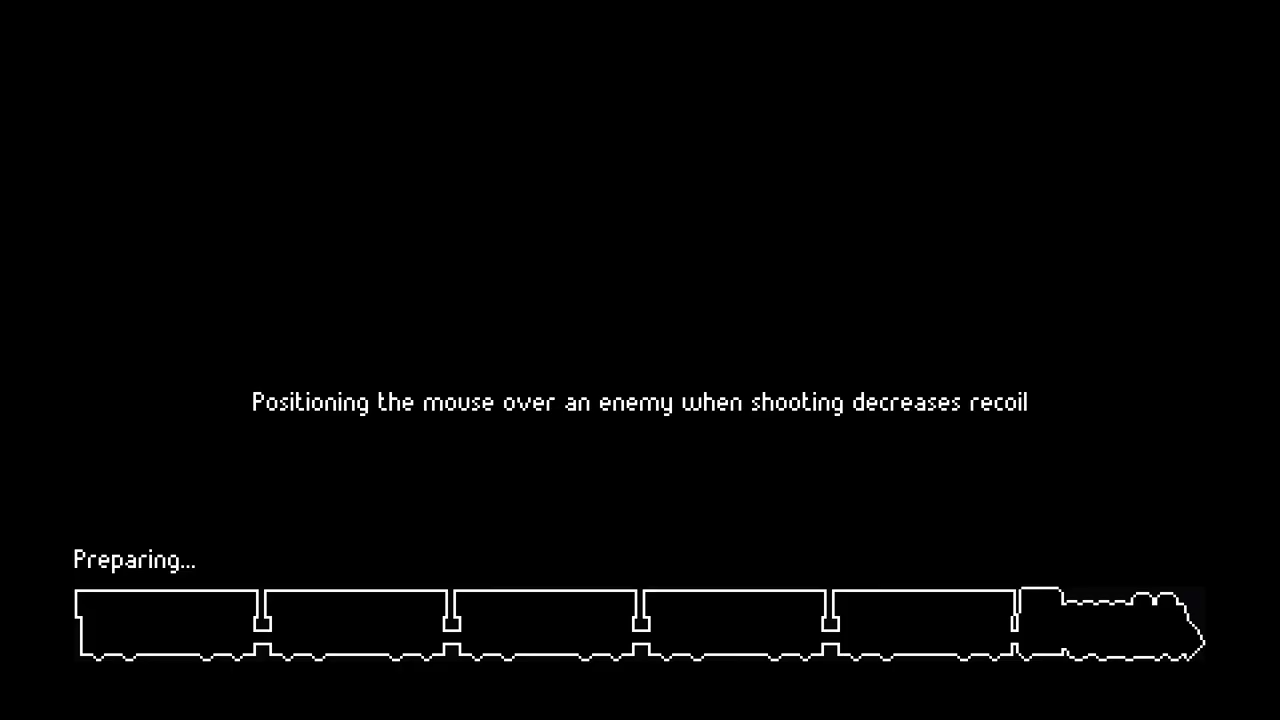 Positioning the mouse over an enemy when shooting decreases recoil
Preparing...